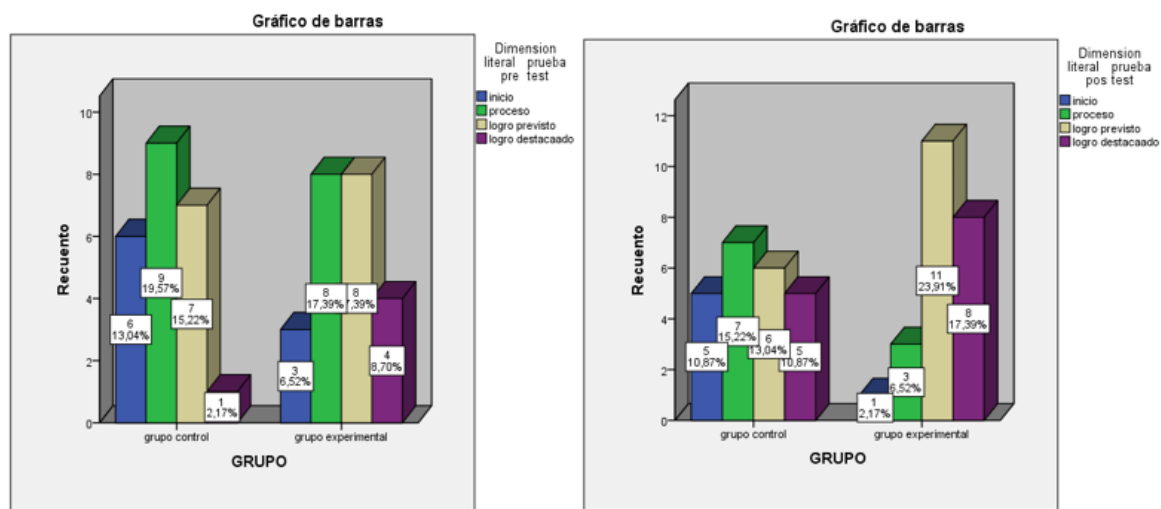 Gráfico de barras
Dimension
literal prueba
pre test
inicio
proceso
logro previsto
logro destacaado
Recuento
10
8
6
4
2
0
6
13,04%
9
19,57%
7
15,22%
1
2,17%
3
6,52%
8
17,39%
8
7,39%
4
8,70%
grupo control
grupo experimental
GRUPO
Gráfico de barras
Dimension
literal prueba
pos test
inicio
proceso
logro previsto
logro destacaado
Recuento
12
10
8
6
4
2
0
5
10,87%
7
15,22%
6
13,04%
5
10,87%
1
2,17%
3
6,52%
11
23,91%
8
17,39%
grupo control
grupo experimental
GRUPO